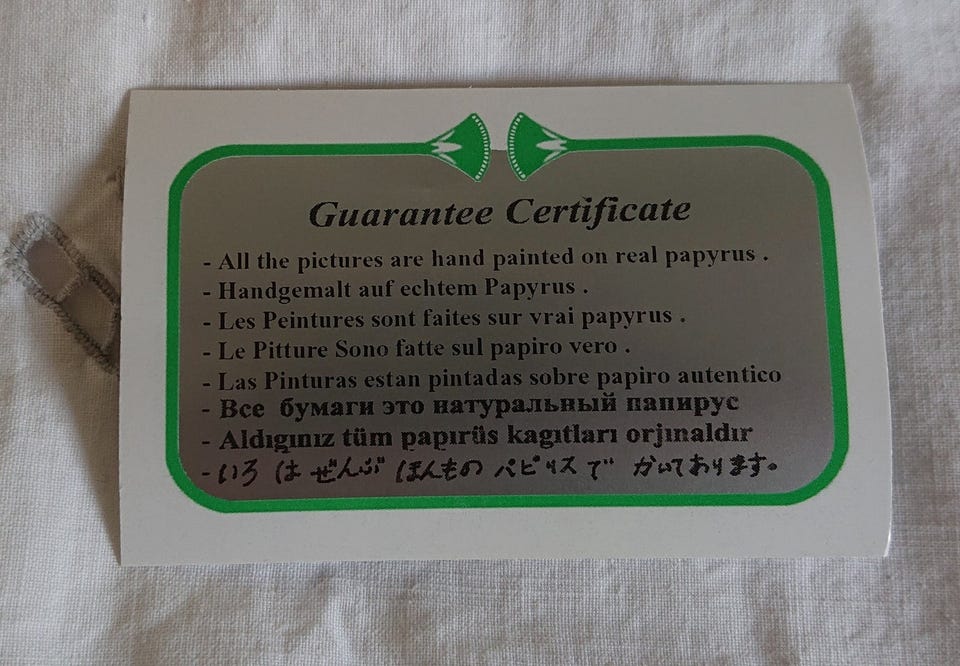 Guarantee Certificate
- All the pictures are hand painted on real papyrus .
- Handgemalt auf echtem Papyrus .
- Les Peintures sont faites sur vrai papyrus .
- Le Pitture Sono fatte sul papiro vero .
- Las Pinturas estan pintadas sobre papiro autentico
- Все бумаги это натуральный папирус
- Aldıgınız tüm papırüs kagıtları orjınaldır
- いろ は ぜんぶ ほんもの パピリス で かいてあります。